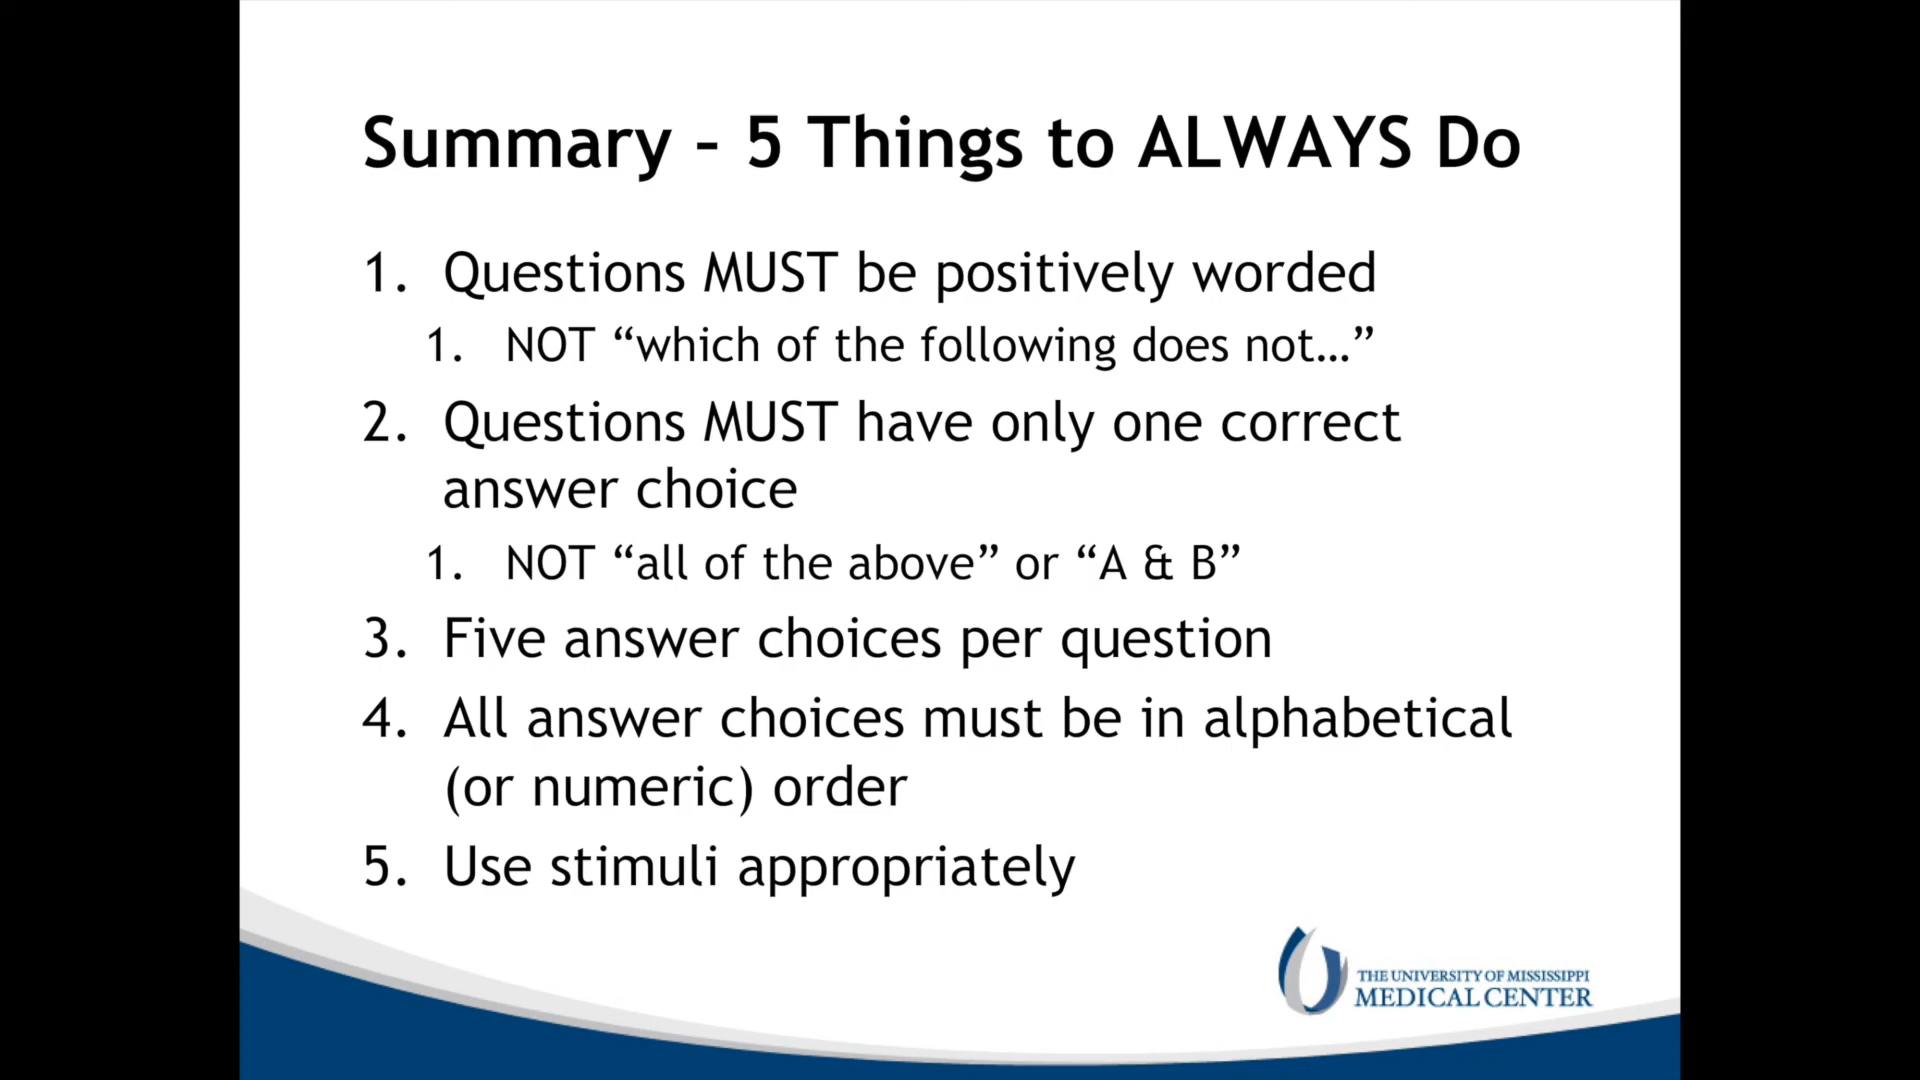 Summary – 5 Things to ALWAYS Do
1. Questions MUST be positively worded
1. NOT “which of the following does not…”
2. Questions MUST have only one correct
answer choice
1. NOT “all of the above” or “A & B”
3. Five answer choices per question
4. All answer choices must be in alphabetical
(or numeric) order
5. Use stimuli appropriately
THE UNIVERSITY OF MISSISSIPPI
MEDICAL CENTER